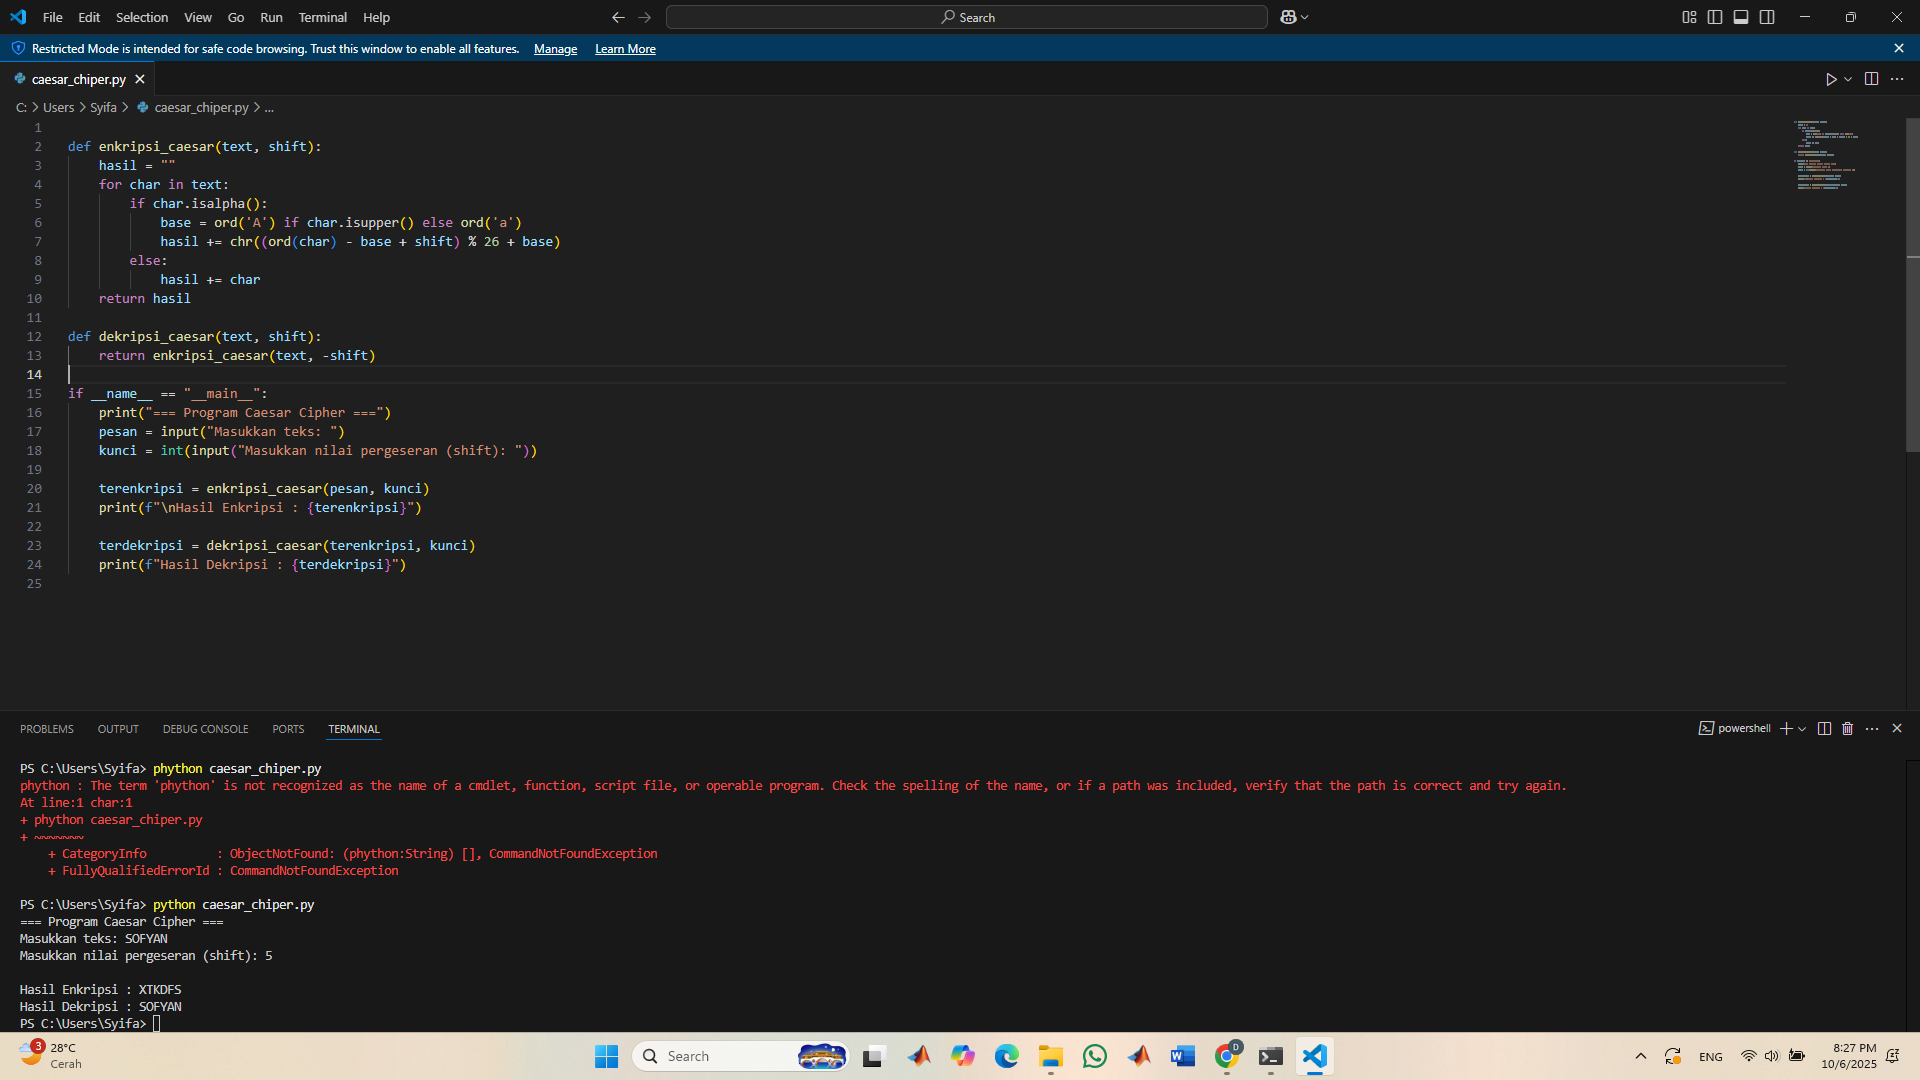 File Edit Selection View Go Run Terminal Help
Search
Restricted Mode is intended for safe code browsing. Trust this window to enable all features. Manage Learn More
caesar_chiper.py
C: > Users > Syifa > caesar_chiper.py > ...
1
2 def enkripsi_caesar(text, shift):
3     hasil = ""
4     for char in text:
5         if char.isalpha():
6             base = ord('A') if char.isupper() else ord('a')
7             hasil += chr((ord(char) - base + shift) % 26 + base)
8         else:
9             hasil += char
10     return hasil
11
12 def dekripsi_caesar(text, shift):
13     return enkripsi_caesar(text, -shift)
14
15 if __name__ == "__main__":
16     print("=== Program Caesar Cipher ===")
17     pesan = input("Masukkan teks: ")
18     kunci = int(input("Masukkan nilai pergeseran (shift): "))
19
20     terenkripsi = enkripsi_caesar(pesan, kunci)
21     print(f"\nHasil Enkripsi : {terenkripsi}")
22
23     terdekripsi = dekripsi_caesar(terenkripsi, kunci)
24     print(f"Hasil Dekripsi : {terdekripsi}")
25
PROBLEMS OUTPUT DEBUG CONSOLE PORTS TERMINAL
powershell
PS C:\Users\Syifa> phython caesar_chiper.py
phython : The term 'phython' is not recognized as the name of a cmdlet, function, script file, or operable program. Check the spelling of the name, or if a path was included, verify that the path is correct and try again.
At line:1 char:1
+ phython caesar_chiper.py
+ ~~~~~~~
    + CategoryInfo          : ObjectNotFound: (phython:String) [], CommandNotFoundException
    + FullyQualifiedErrorId : CommandNotFoundException
PS C:\Users\Syifa> python caesar_chiper.py
=== Program Caesar Cipher ===
Masukkan teks: SOFYAN
Masukkan nilai pergeseran (shift): 5
Hasil Enkripsi : XTKDFS
Hasil Dekripsi : SOFYAN
PS C:\Users\Syifa>
3
28°C
Cerah
Search
D
ENG
8:27 PM
10/6/2025